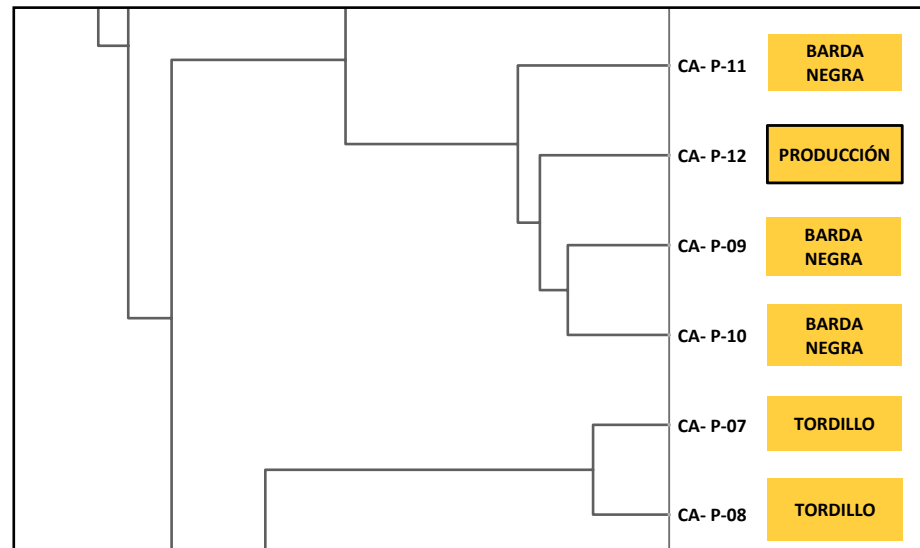 CA- P-11
BARDA
NEGRA
CA- P-12
PRODUCCIÓN
CA- P-09
BARDA
NEGRA
CA- P-10
BARDA
NEGRA
CA- P-07
TORDILLO
CA- P-08
TORDILLO